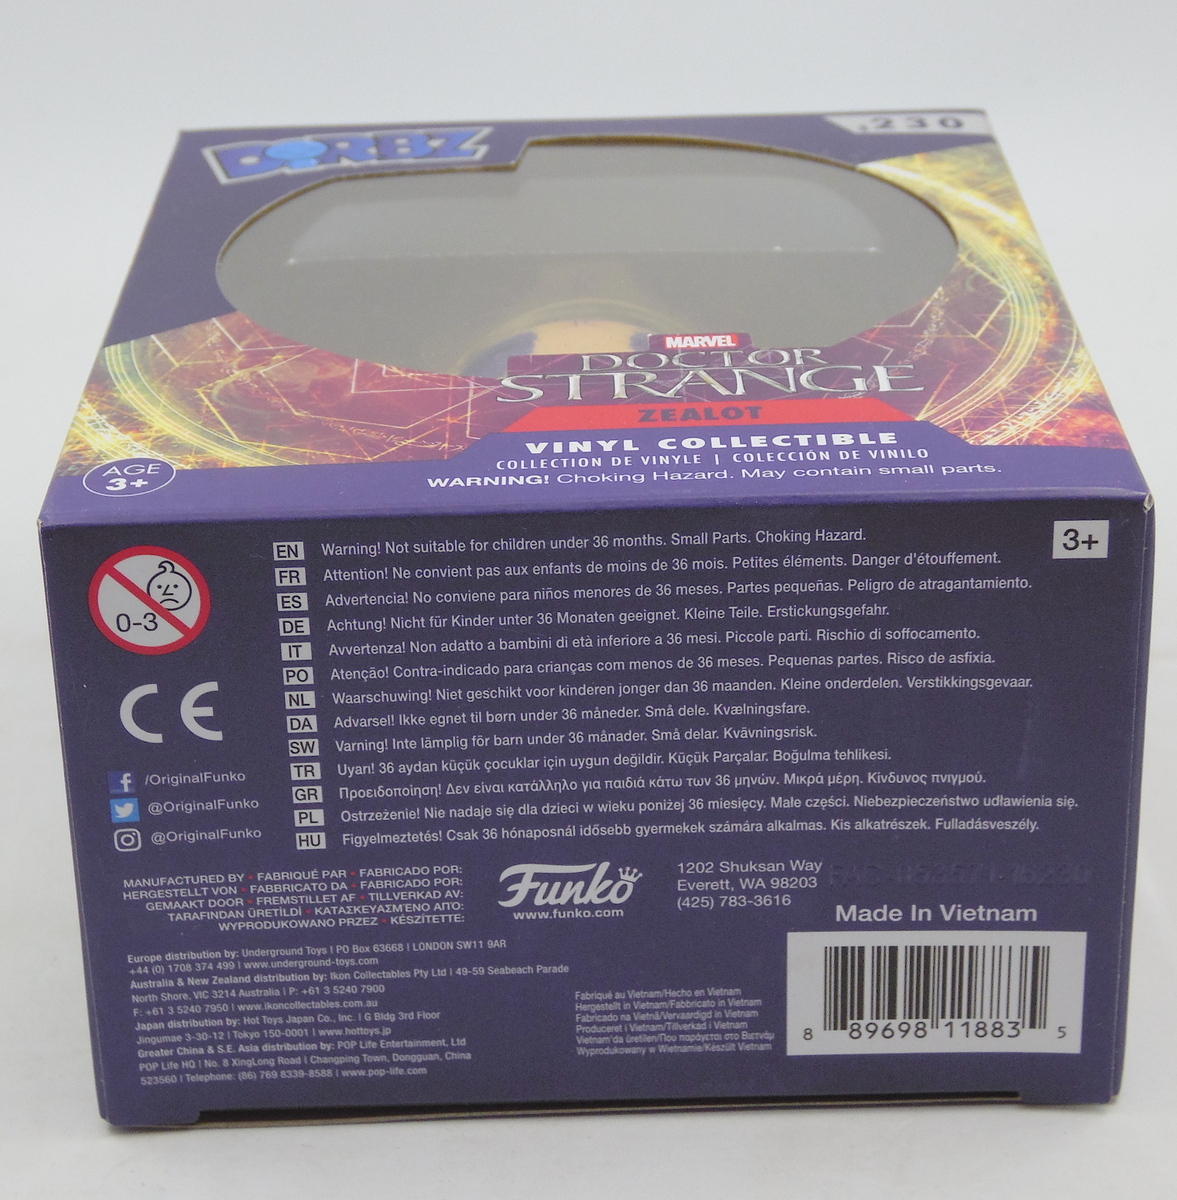 DORBZ
230
MARVEL
DOCTOR
STRANGE
ZEALOT
VINYL COLLECTIBLE
COLLECTION DE VINYLE | COLECCIÓN DE VINILO
WARNING! Choking Hazard. May contain small parts.
AGE
3+
3+
0-3
EN Warning! Not suitable for children under 36 months. Small Parts. Choking Hazard.
FR Attention! Ne convient pas aux enfants de moins de 36 mois. Petites éléments. Danger d'étouffement.
ES Advertencia! No conviene para niños menores de 36 meses. Partes pequeñas. Peligro de atragantamiento.
DE Achtung! Nicht für Kinder unter 36 Monaten geeignet. Kleine Teile. Erstickungsgefahr.
IT Avvertenza! Non adatto a bambini di età inferiore a 36 mesi. Piccole parti. Rischio di soffocamento.
PO Atenção! Contra-indicado para crianças com menos de 36 meses. Pequenas partes. Risco de asfixia.
NL Waarschuwing! Niet geschikt voor kinderen jonger dan 36 maanden. Kleine onderdelen. Verstikkingsgevaar.
DA Advarsel! Ikke egnet til børn under 36 måneder. Små dele. Kvælningsfare.
SW Varning! Inte lämplig för barn under 36 månader. Små delar. Kvävningsrisk.
TR Uyarı! 36 aydan küçük çocuklar için uygun değildir. Küçük Parçalar. Boğulma tehlikesi.
GR Προειδοποίηση! Δεν είναι κατάλληλο για παιδιά κάτω των 36 μηνών. Μικρά μέρη. Κίνδυνος πνιγμού.
PL Ostrzeżenie! Nie nadaje się dla dzieci w wieku poniżej 36 miesięcy. Małe części. Niebezpieczeństwo udławienia się.
HU Figyelmeztetés! Csak 36 hónaposnál idősebb gyermekek számára alkalmas. Kis alkatrészek. Fulladásveszély.
CE
/OriginalFunko
@OriginalFunko
@OriginalFunko
MANUFACTURED BY • FABRIQUÉ PAR • FABRICADO POR:
HERGESTELLT VON • FABBRICATO DA • FABRICADO POR:
GEMAAKT DOOR • FREMSTILLET AF • TILLVERKAD AV:
TARAFINDAN ÜRETİLDİ • ΚΑΤΑΣΚΕΥΑΣΜΈΝΟ ΑΠΌ:
WYPRODUKOWANO PRZEZ • KÉSZÍTETTE:
Funko
www.funko.com
1202 Shuksan Way
Everett, WA 98203
(425) 783-3616
Made In Vietnam
Europe distribution by: Underground Toys | PO Box 63668 | LONDON SW11 9AR
+44 (0) 1708 374 499 | www.underground-toys.com
Australia & New Zealand distribution by: Ikon Collectables Pty Ltd | 49-59 Seabeach Parade
North Shore, VIC 3214 Australia | P: +61 3 5240 7900
F: +61 3 5240 7950 | www.ikoncollectables.com.au
Japan distribution by: Hot Toys Japan Co., Inc. | G Bldg 3rd Floor
Jingumae 3-30-12 | Tokyo 150-0001 | www.hottoys.jp
Greater China & S.E. Asia distribution by: POP Life Entertainment, Ltd
POP Life HQ | No. 8 XingLong Road | Changping Town, Dongguan, China
523560 | Telephone: (86) 769 8339-8588 | www.pop-life.com
Fabriqué au Vietnam/Hecho en Vietnam
Hergestellt in Vietnam/Fabbricato in Vietnam
Fabricado na Vietnã/Vervaardigd in Vietnam
Produceret i Vietnam/Tillverkad i Vietnam
Vietnam'da üretilen/Που παράγεται στο Βιετνάμ
Wyprodukowany w Wietnamie/Készült Vietnam
8 89698 11883 5